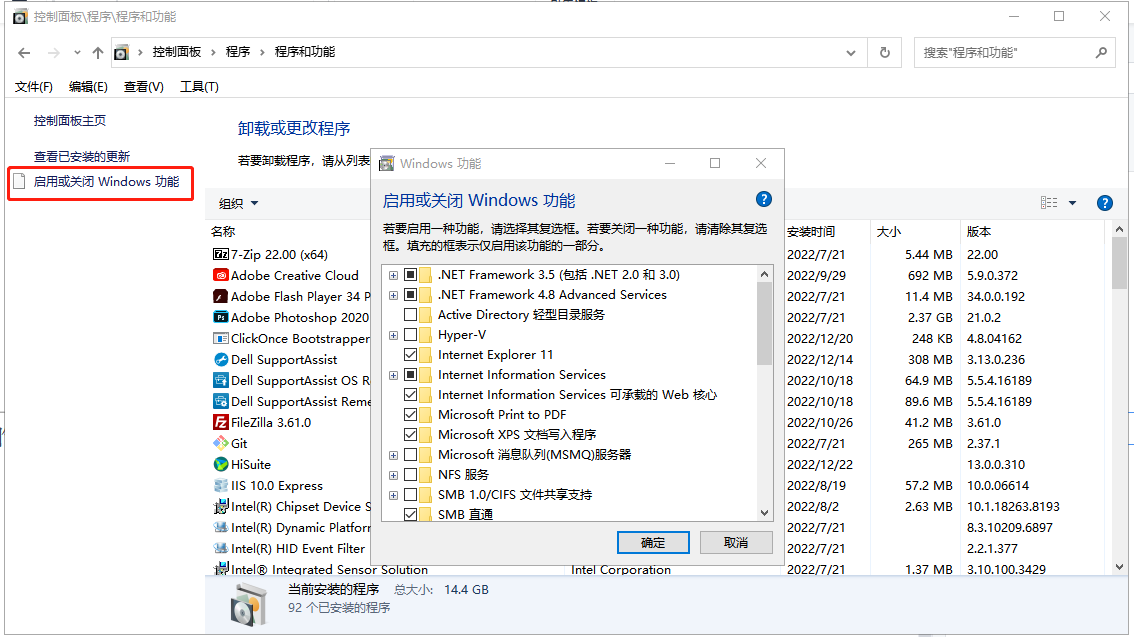 控制面板\程序\程序和功能
控制面板 › 程序 › 程序和功能
搜索"程序和功能"
文件(F) 编辑(E) 查看(V) 工具(T)
控制面板主页
查看已安装的更新
启用或关闭 Windows 功能
卸载或更改程序
若要卸载程序，请从列表
组织
名称
安装时间 大小 版本
7-Zip 22.00 (x64) 2022/7/21 5.44 MB 22.00
Adobe Creative Cloud 2022/9/29 692 MB 5.9.0.372
Adobe Flash Player 34 P 2022/7/21 11.4 MB 34.0.0.192
Adobe Photoshop 2020 2022/7/21 2.37 GB 21.0.2
ClickOnce Bootstrapper 2022/12/20 248 KB 4.8.04162
Dell SupportAssist 2022/12/14 308 MB 3.13.0.236
Dell SupportAssist OS R 2022/10/18 64.9 MB 5.5.4.16189
Dell SupportAssist Reme 2022/10/18 89.6 MB 5.5.4.16189
FileZilla 3.61.0 2022/10/26 41.2 MB 3.61.0
Git 2022/7/21 265 MB 2.37.1
HiSuite 2022/12/22 13.0.0.310
IIS 10.0 Express 2022/8/19 57.2 MB 10.0.06614
Intel(R) Chipset Device S 2022/8/2 2.63 MB 10.1.18263.8193
Intel(R) Dynamic Platforn 2022/7/21 8.3.10209.6897
Intel(R) HID Event Filter 2022/7/21 2.2.1.377
Intel® Integrated Sensor Solution Intel Corporation 2022/7/21 1.37 MB 3.10.100.3429
Windows 功能
启用或关闭 Windows 功能
若要启用一种功能，请选择其复选框。若要关闭一种功能，请清除其复选
框。填充的框表示仅启用该功能的一部分。
.NET Framework 3.5 (包括 .NET 2.0 和 3.0)
.NET Framework 4.8 Advanced Services
Active Directory 轻型目录服务
Hyper-V
Internet Explorer 11
Internet Information Services
Internet Information Services 可承载的 Web 核心
Microsoft Print to PDF
Microsoft XPS 文档写入程序
Microsoft 消息队列(MSMQ)服务器
NFS 服务
SMB 1.0/CIFS 文件共享支持
SMB 直通
确定 取消
当前安装的程序 总大小: 14.4 GB
92 个已安装的程序